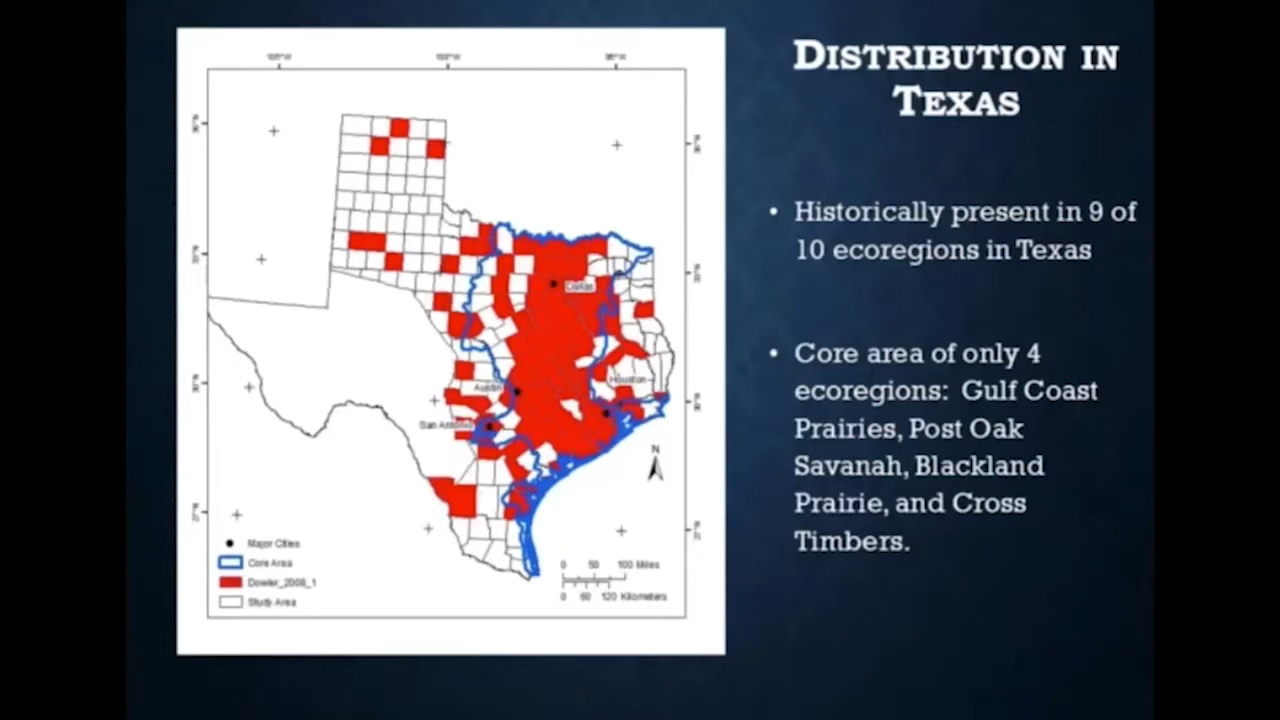 DISTRIBUTION IN
TEXAS
• Historically present in 9 of
10 ecoregions in Texas
• Core area of only 4
ecoregions: Gulf Coast
Prairies, Post Oak
Savanah, Blackland
Prairie, and Cross
Timbers.
Dallas
Houston
Austin
San Antonio
N
Major Cities
Core Area
Dowler_2008_1
Study Area
0 50 100 Miles
0 60 120 Kilometers